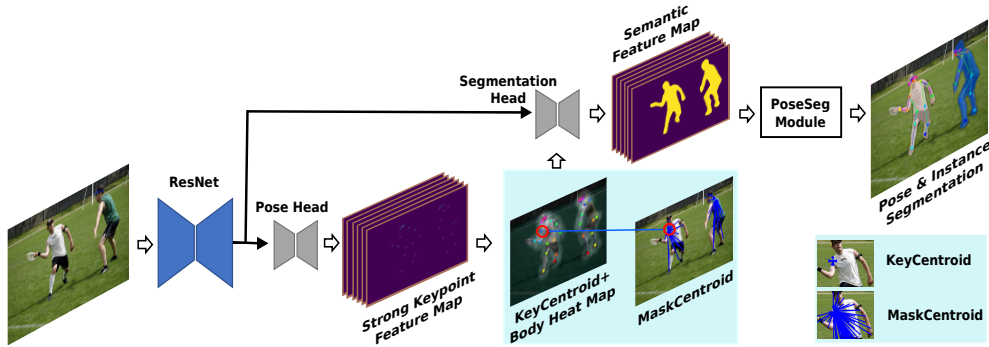 ResNet
Pose Head
Strong Keypoint
Feature Map
Segmentation
Head
KeyCentroid+
Body Heat Map
MaskCentroid
Semantic
Feature Map
PoseSeg
Module
Pose & Instance
Segmentation
KeyCentroid
MaskCentroid